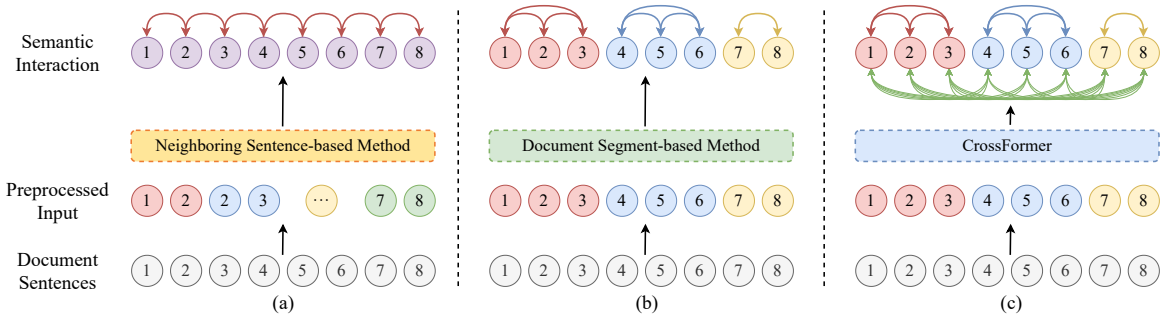 Semantic
Interaction
1 2 3 4 5 6 7 8
1 2 3 4 5 6 7 8
1 2 3 4 5 6 7 8
Neighboring Sentence-based Method
Document Segment-based Method
CrossFormer
Preprocessed
Input
1 2 2 3 ... 7 8
1 2 3 4 5 6 7 8
1 2 3 4 5 6 7 8
Document
Sentences
1 2 3 4 5 6 7 8
1 2 3 4 5 6 7 8
1 2 3 4 5 6 7 8
(a)
(b)
(c)